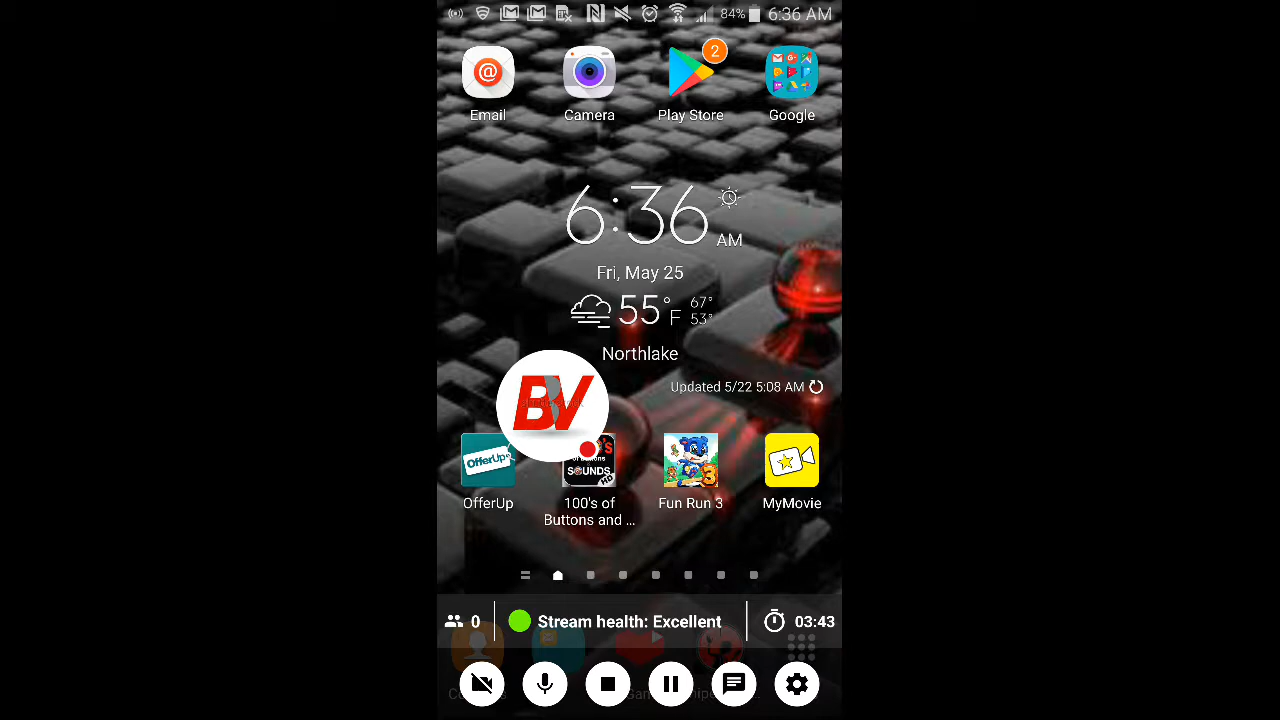 84% 6:36 AM
2
Email Camera Play Store Google
6:36
AM
Fri, May 25
55°F 67°
53°
Northlake
Updated 5/22 5:08 AM
BV
OfferUp
SOUNDS
HD
3
OfferUp 100's of Fun Run 3 MyMovie
Buttons and ...
0 Stream health: Excellent 03:43